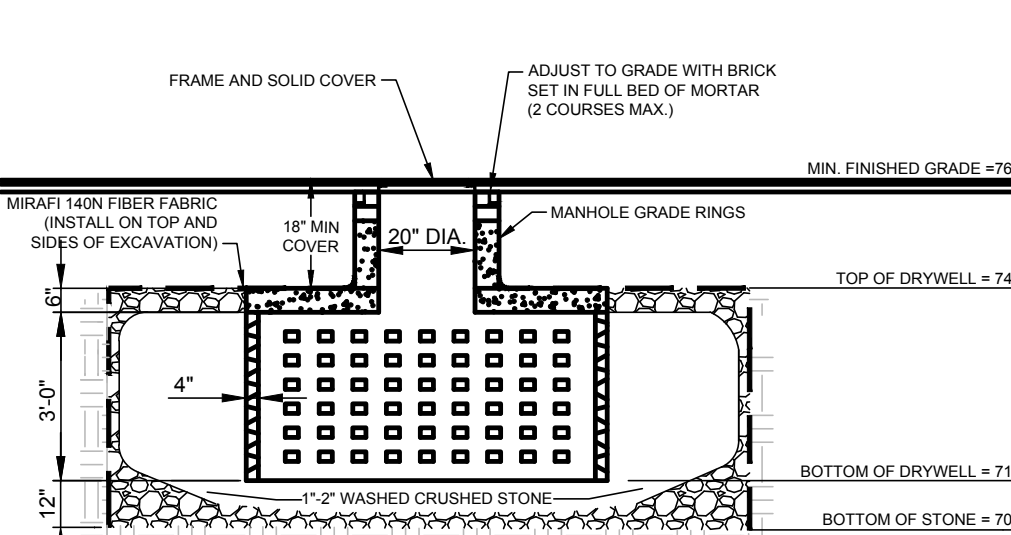 FRAME AND SOLID COVER
ADJUST TO GRADE WITH BRICK
SET IN FULL BED OF MORTAR
(2 COURSES MAX.)
MIN. FINISHED GRADE =76
MIRAFI 140N FIBER FABRIC
(INSTALL ON TOP AND
SIDES OF EXCAVATION)
18" MIN
COVER
20" DIA.
MANHOLE GRADE RINGS
TOP OF DRYWELL = 74
6"
4"
3'-0"
BOTTOM OF DRYWELL = 71
12"
1"-2" WASHED CRUSHED STONE
BOTTOM OF STONE = 70